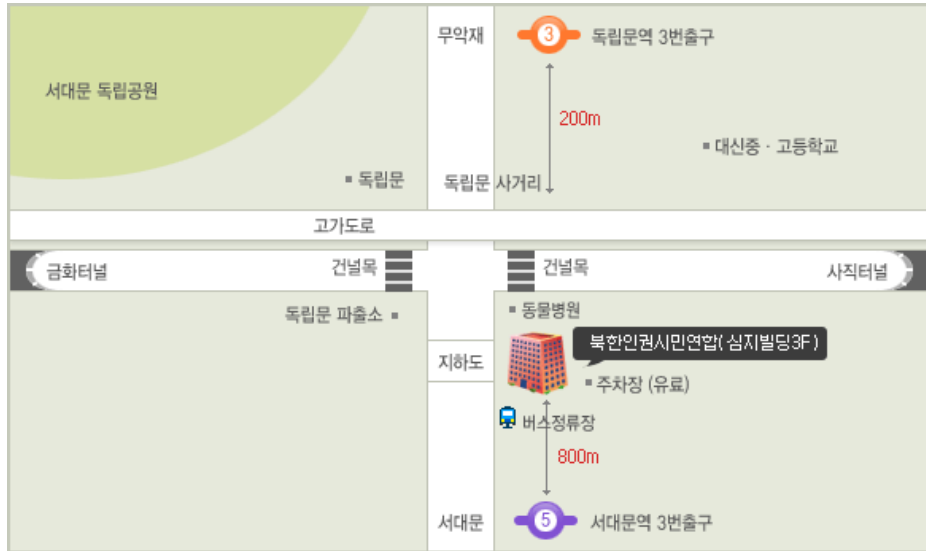 무악재
3
독립문역 3번출구
서대문 독립공원
200m
대신중 · 고등학교
독립문
독립문 사거리
고가도로
금화터널
건널목
건널목
사직터널
독립문 파출소
동물병원
북한인권시민연합( 심지빌딩3F )
지하도
주차장 (유료)
버스정류장
800m
서대문
5
서대문역 3번출구